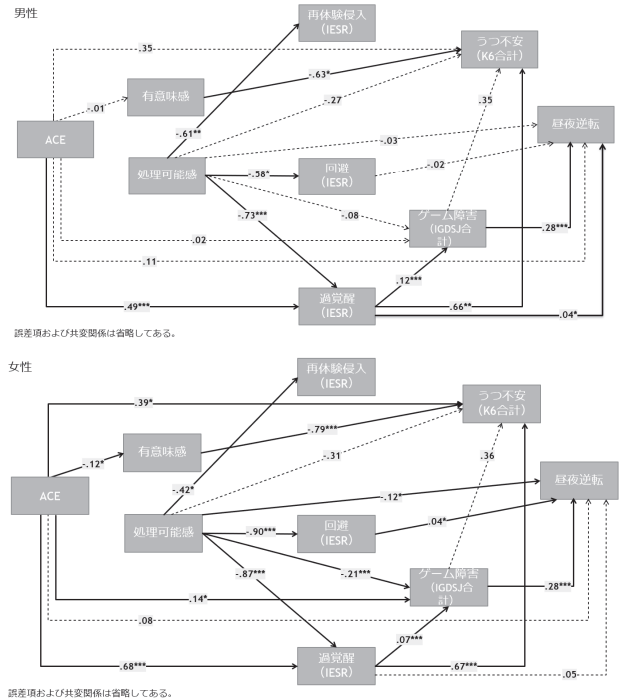 男性
再体験侵入
（IESR）
うつ不安
（K6合計）
.35
-.63*
有意味感
-.27
.35
-.01
昼夜逆転
ACE
-.61**
-.03
回避
（IESR）
-.02
処理可能感
-.58*
-.08
ゲーム障害
（IGDSJ合
計）
-.73***
.28***
.02
.11
.12***
過覚醒
（IESR）
.49***
.66**
.04*
誤差項および共変関係は省略してある。
女性
再体験侵入
（IESR）
うつ不安
（K6合計）
.39*
-.79***
有意味感
-.31
.36
-.12*
昼夜逆転
ACE
-.42*
-.12*
回避
（IESR）
.04*
処理可能感
-.90***
-.21***
ゲーム障害
（IGDSJ合
計）
-.87***
.28***
.14*
.08
.07***
過覚醒
（IESR）
.68***
.67***
.05
誤差項および共変関係は省略してある。